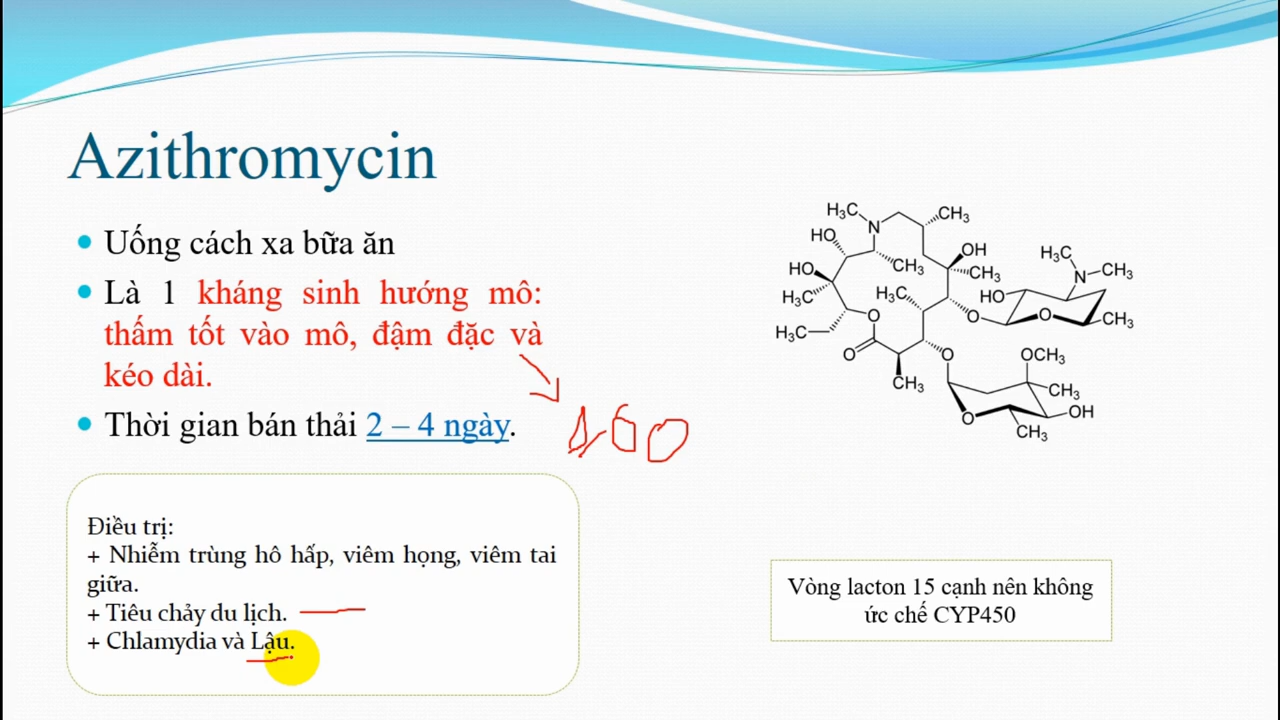 Azithromycin
Uống cách xa bữa ăn
Là 1 kháng sinh hướng mô:
thấm tốt vào mô, đậm đặc và
kéo dài.
Thời gian bán thải 2 – 4 ngày.
Điều trị:
+ Nhiễm trùng hô hấp, viêm họng, viêm tai
giữa.
+ Tiêu chảy du lịch.
+ Chlamydia và Lậu.
H₃C
N
CH₃
HO
OH
CH₃
CH₃
HO
H₃C
H₃C
H₃C
N
CH₃
HO
O
O
O
CH₃
H₃C
O
CH₃
O
OCH₃
CH₃
O
OH
CH₃
Vòng lacton 15 cạnh nên không
ức chế CYP450